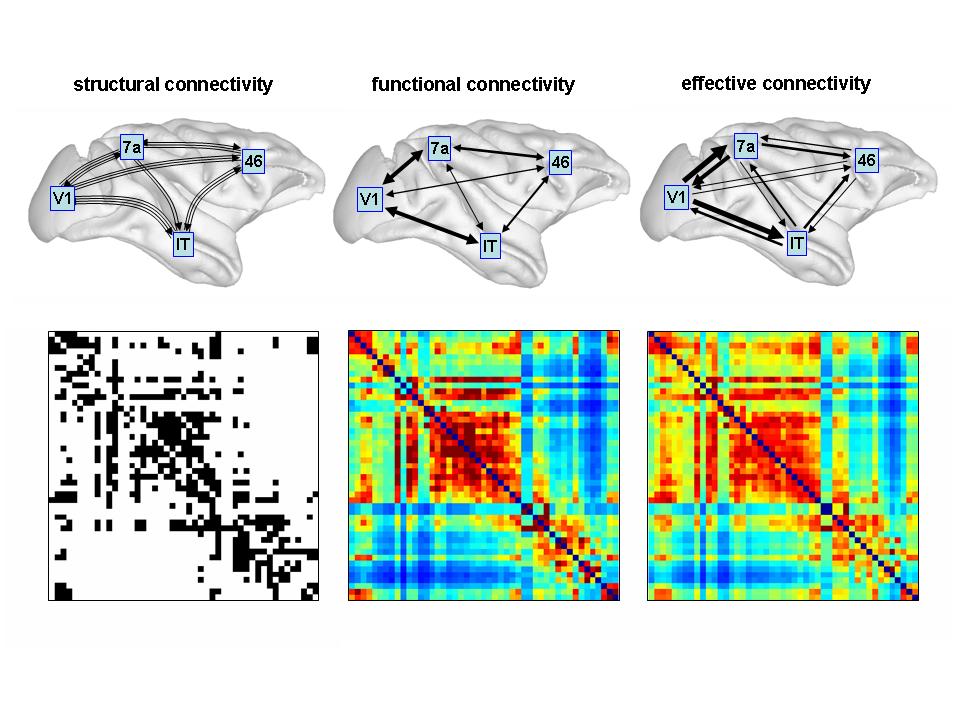 structural connectivity
functional connectivity
effective connectivity
7a
46
V1
IT
7a
46
V1
IT
7a
46
V1
IT